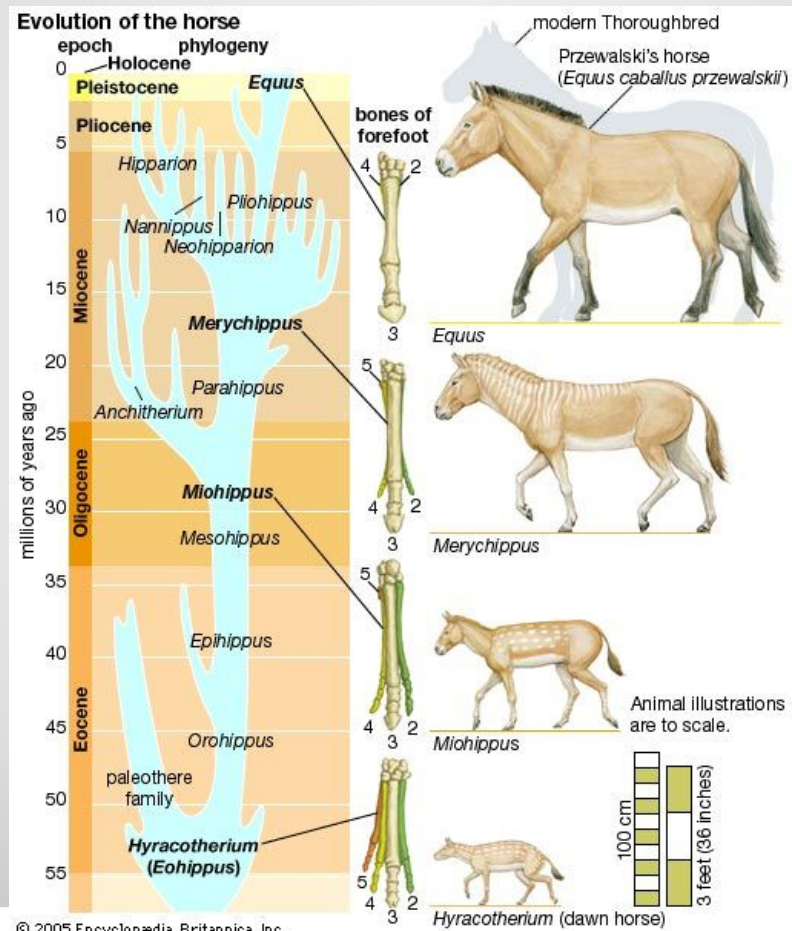 Evolution of the horse
epoch phylogeny
0 Holocene
Pleistocene
Equus
Pliocene
5
Hipparion
Pliohippus
10
Nannippus
Neohipparion
Miocene
15
Merychippus
20
Parahippus
Anchitherium
25
Oligocene
Miohippus
30
Mesohippus
35
Epihippus
40
Eocene
45
Orohippus
paleothere
family
50
Hyracotherium
(Eohippus)
55
millions of years ago
bones of
forefoot
4 2
3
5
4 2
3
5
4 2
3
5
4 2
3
modern Thoroughbred
Przewalski's horse
(Equus caballus przewalskii)
Equus
Merychippus
Miohippus
Animal illustrations
are to scale.
100 cm
3 feet (36 inches)
Hyracotherium (dawn horse)
© 2005 Encyclopædia Britannica, Inc.